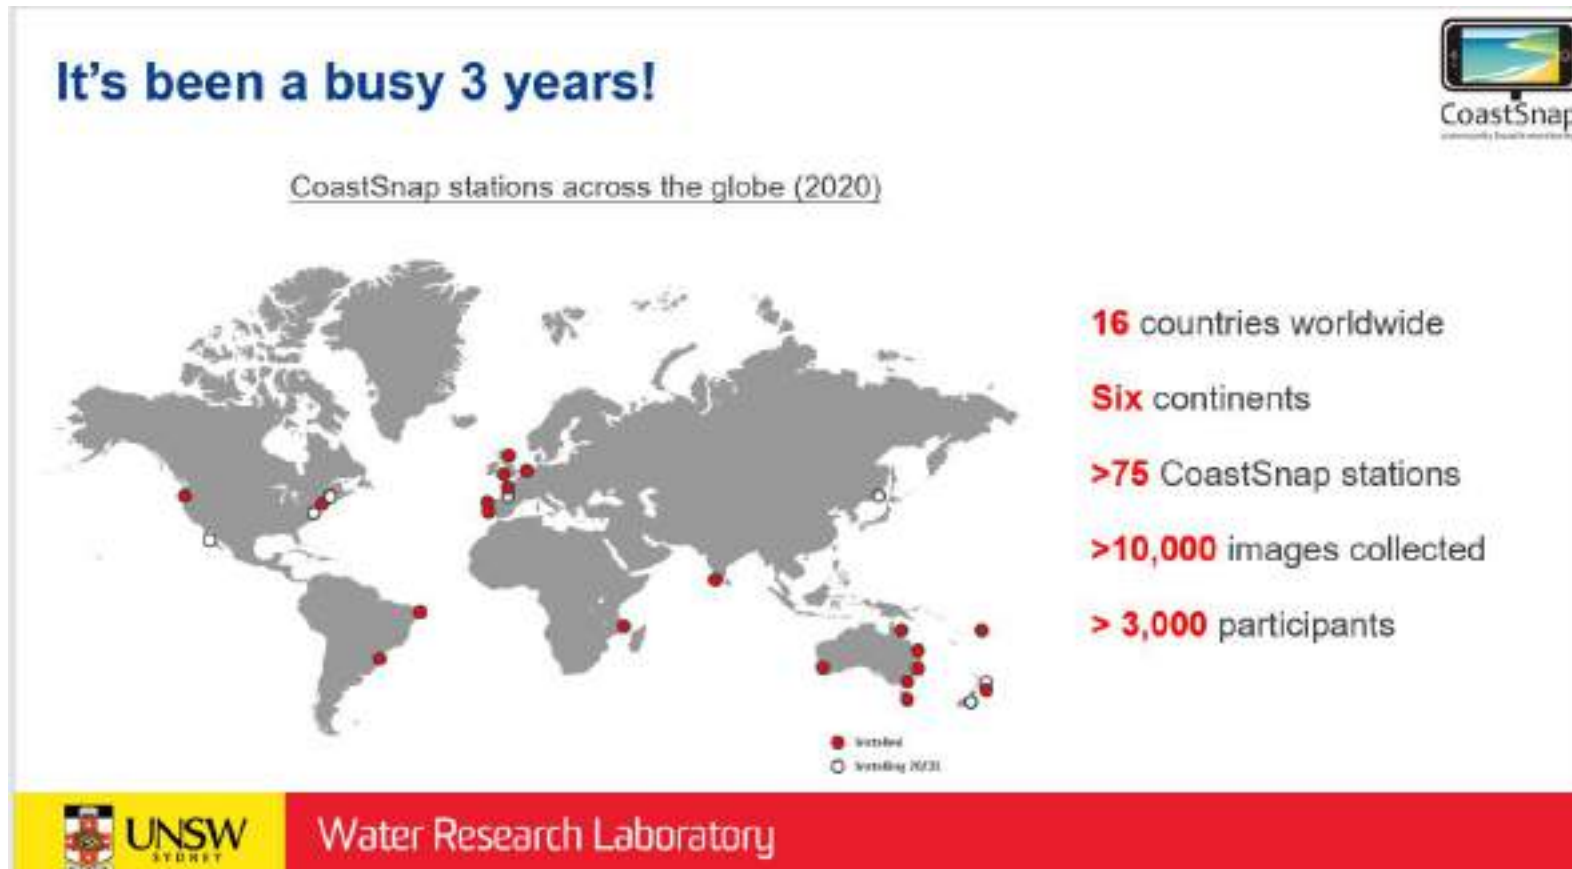 It's been a busy 3 years!
CoastSnap
CoastSnap stations across the globe (2020)
16 countries worldwide
Six continents
>75 CoastSnap stations
>10,000 images collected
> 3,000 participants
Installed
Installing
UNSW
SYDNEY
Water Research Laboratory